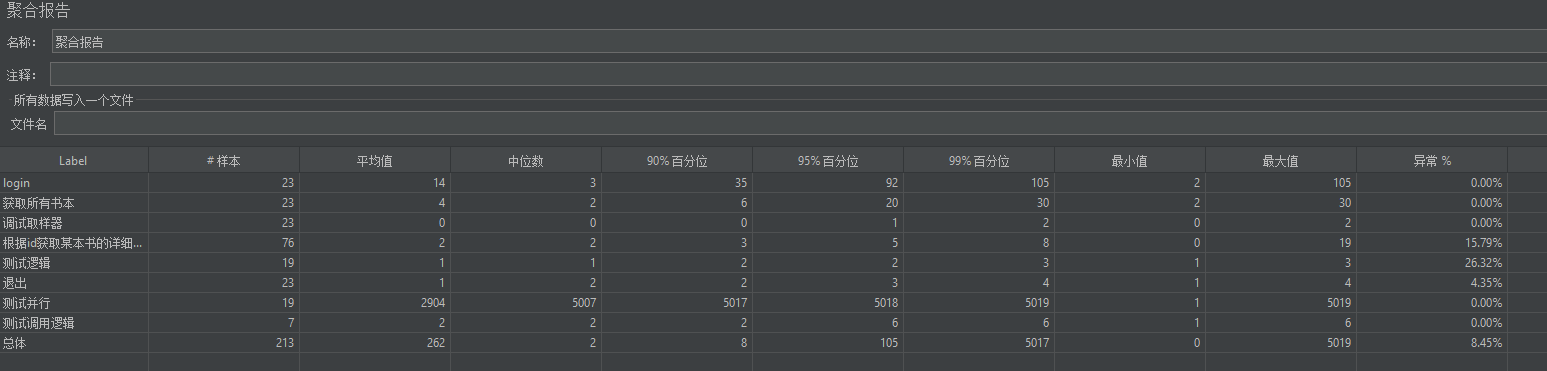 聚合报告
名称： 聚合报告
注释：
所有数据写入一个文件
文件名
Label # 样本 平均值 中位数 90% 百分位 95% 百分位 99% 百分位 最小值 最大值 异常 %
login 23 14 3 35 92 105 2 105 0.00%
获取所有书本 23 4 2 6 20 30 2 30 0.00%
调试取样器 23 0 0 0 1 2 0 2 0.00%
根据id获取某本书的详细... 76 2 2 3 5 8 0 19 15.79%
测试逻辑 19 1 1 2 2 3 1 3 26.32%
退出 23 1 2 2 3 4 1 4 4.35%
测试并行 19 2904 5007 5017 5018 5019 1 5019 0.00%
测试调用逻辑 7 2 2 2 6 6 1 6 0.00%
总体 213 262 2 8 105 5017 0 5019 8.45%